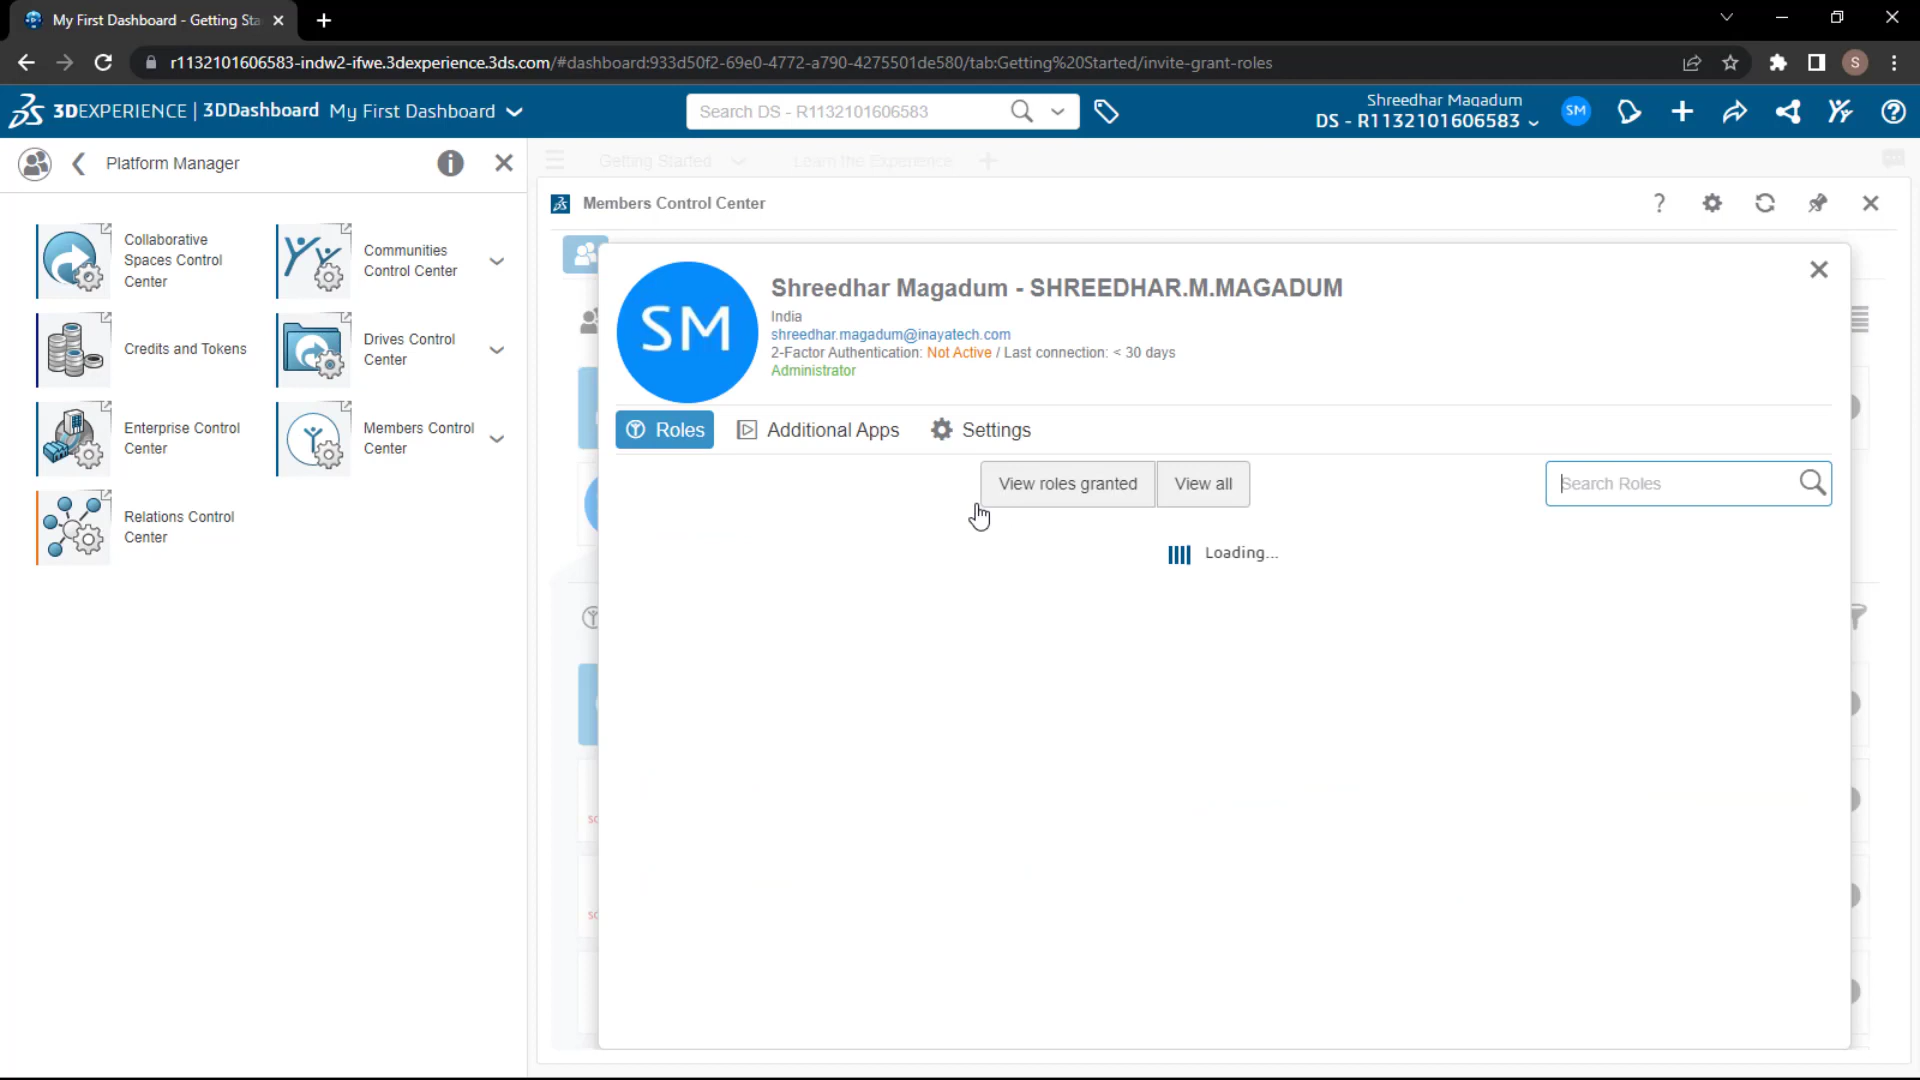 My First Dashboard - Getting Sta
r1132101606583-indw2-ifwe.3dexperience.3ds.com/#dashboard:933d50f2-69e0-4772-a790-4275501de580/tab:Getting%20Started/invite-grant-roles
S
3DEXPERIENCE | 3DDashboard My First Dashboard
Search DS - R1132101606583
Shreedhar Magadum
DS - R1132101606583
SM
Platform Manager
Getting Started
Learn the Experience
Members Control Center
Collaborative
Spaces Control
Center
Communities
Control Center
Credits and Tokens
Drives Control
Center
Enterprise Control
Center
Members Control
Center
Relations Control
Center
SM
Shreedhar Magadum - SHREEDHAR.M.MAGADUM
India
shreedhar.magadum@inayatech.com
2-Factor Authentication: Not Active / Last connection: < 30 days
Administrator
Roles
Additional Apps
Settings
View roles granted
View all
Search Roles
Loading...